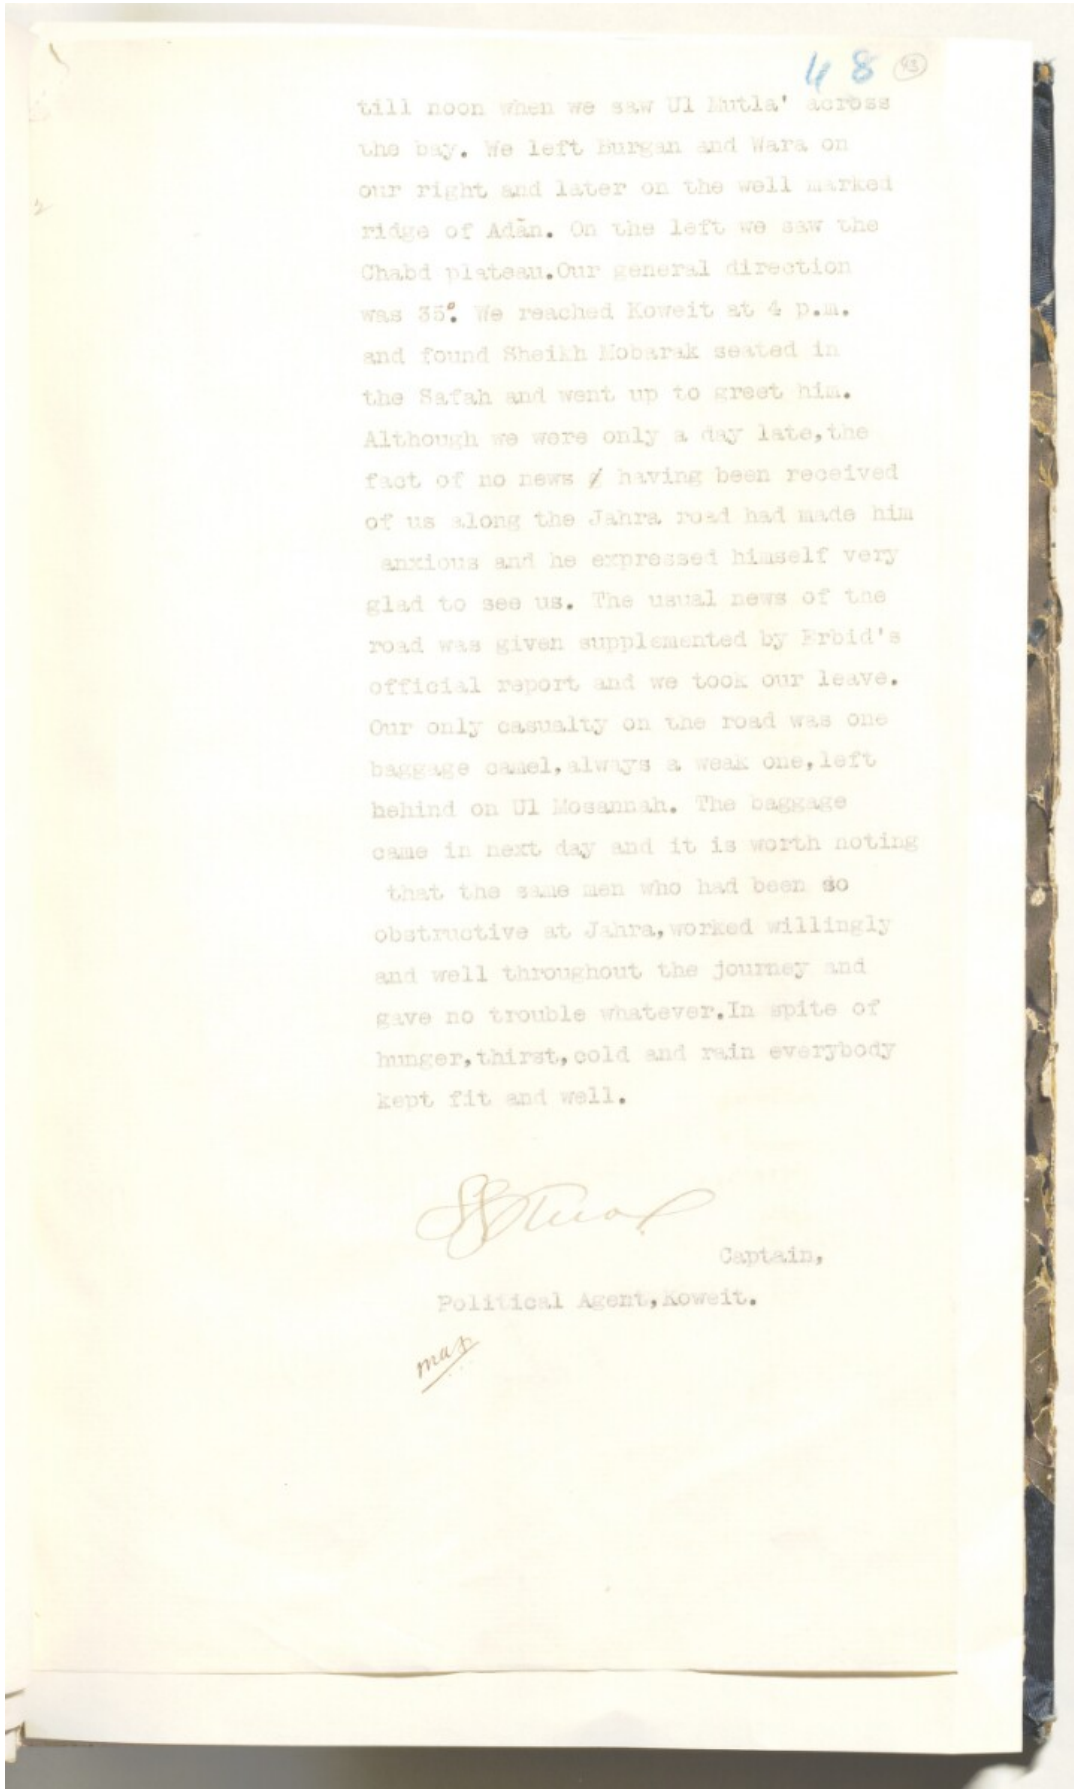 48
93
till noon when we saw Ul Mutla' across
the bay. We left Burgan and Wara on
our right and later on the well marked
ridge of Adān. On the left we saw the
Chabd plateau.Our general direction
was 35°. We reached Koweit at 4 p.m.
and found Sheikh Mobarak seated in
the Safah and went up to greet him.
Although we were only a day late,the
fact of no news having been received
of us along the Jahra road had made him
anxious and he expressed himself very
glad to see us. The usual news of the
road was given supplemented by Erbid's
official report and we took our leave.
Our only casualty on the road was one
baggage camel,always a weak one,left
behind on Ul Mosannah. The baggage
came in next day and it is worth noting
that the same men who had been so
obstructive at Jahra,worked willingly
and well throughout the journey and
gave no trouble whatever.In spite of
hunger,thirst,cold and rain everybody
kept fit and well.
Captain,
Political Agent,Koweit.